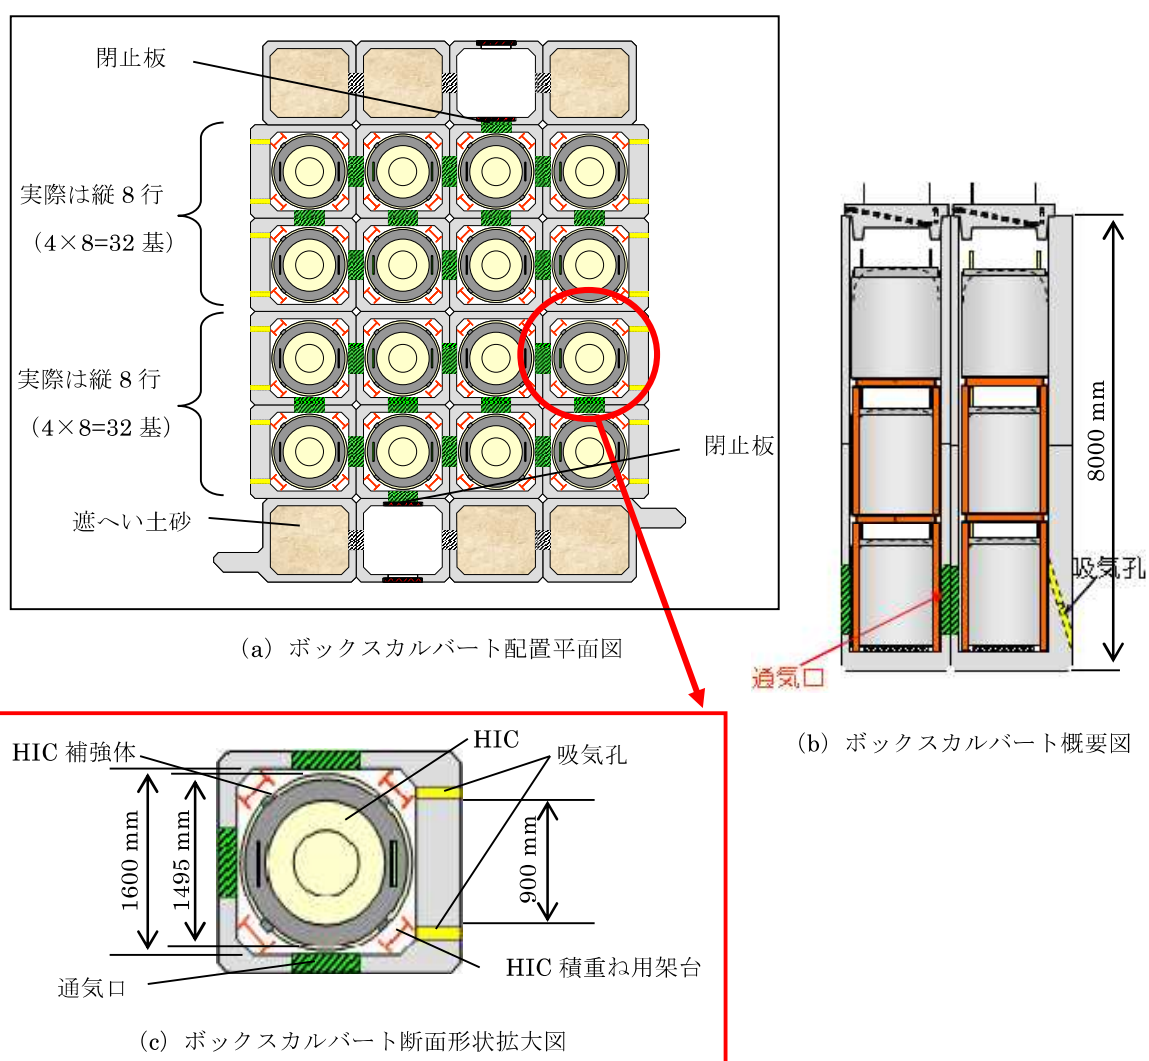 閉止板
実際は縦 8 行
（4×8=32 基）
実際は縦 8 行
（4×8=32 基）
閉止板
遮へい土砂
(a) ボックスカルバート配置平面図
8000 mm
吸気孔
通気口
(b) ボックスカルバート概要図
HIC 補強体
HIC
吸気孔
1600 mm
1495 mm
900 mm
HIC 積重ね用架台
通気口
(c) ボックスカルバート断面形状拡大図